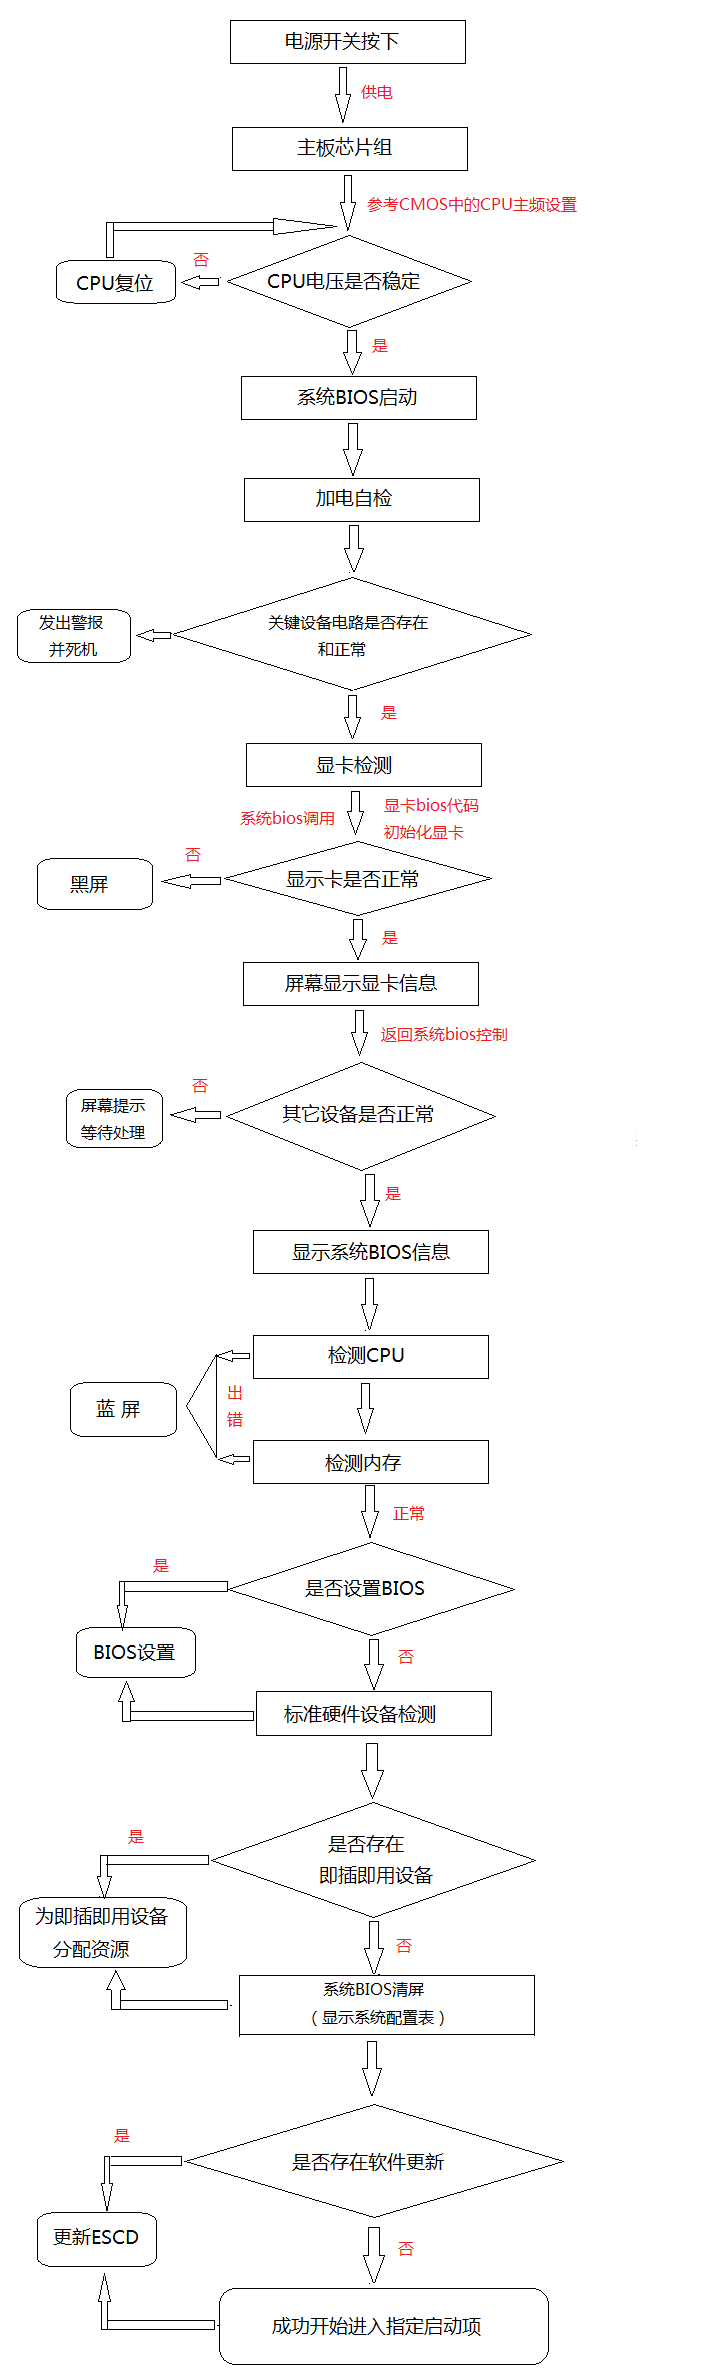 电源开关按下
供电
主板芯片组
参考CMOS中的CPU主频设置
否
CPU复位
CPU电压是否稳定
是
系统BIOS启动
加电自检
发出警报
并死机
关键设备电路是否存在
和正常
是
显卡检测
系统bios调用
显卡bios代码
初始化显卡
否
黑屏
显示卡是否正常
是
屏幕显示显卡信息
返回系统bios控制
否
屏幕提示
等待处理
其它设备是否正常
是
显示系统BIOS信息
检测CPU
蓝 屏
出
错
检测内存
正常
是
是否设置BIOS
BIOS设置
否
标准硬件设备检测
是
是否存在
即插即用设备
为即插即用设备
分配资源
否
系统BIOS清屏
（显示系统配置表）
是
是否存在软件更新
更新ESCD
否
成功开始进入指定启动项